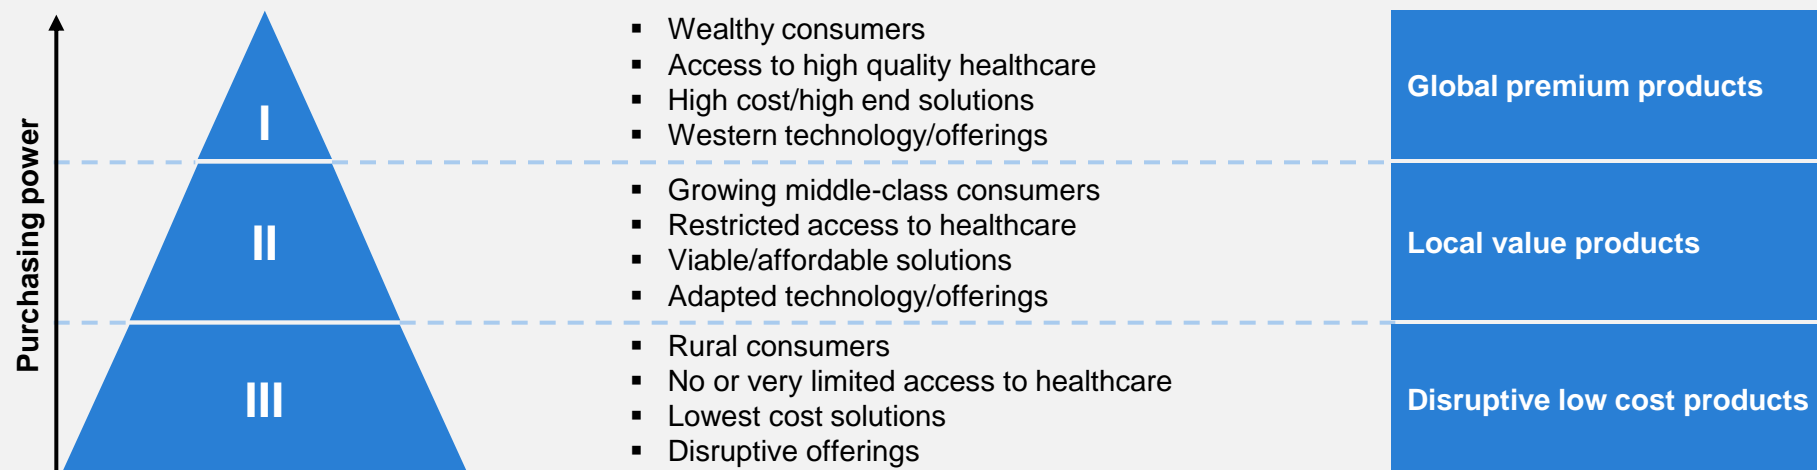 Purchasing power
I
▪ Wealthy consumers
▪ Access to high quality healthcare
▪ High cost/high end solutions
▪ Western technology/offerings
Global premium products
II
▪ Growing middle-class consumers
▪ Restricted access to healthcare
▪ Viable/affordable solutions
▪ Adapted technology/offerings
Local value products
III
▪ Rural consumers
▪ No or very limited access to healthcare
▪ Lowest cost solutions
▪ Disruptive offerings
Disruptive low cost products